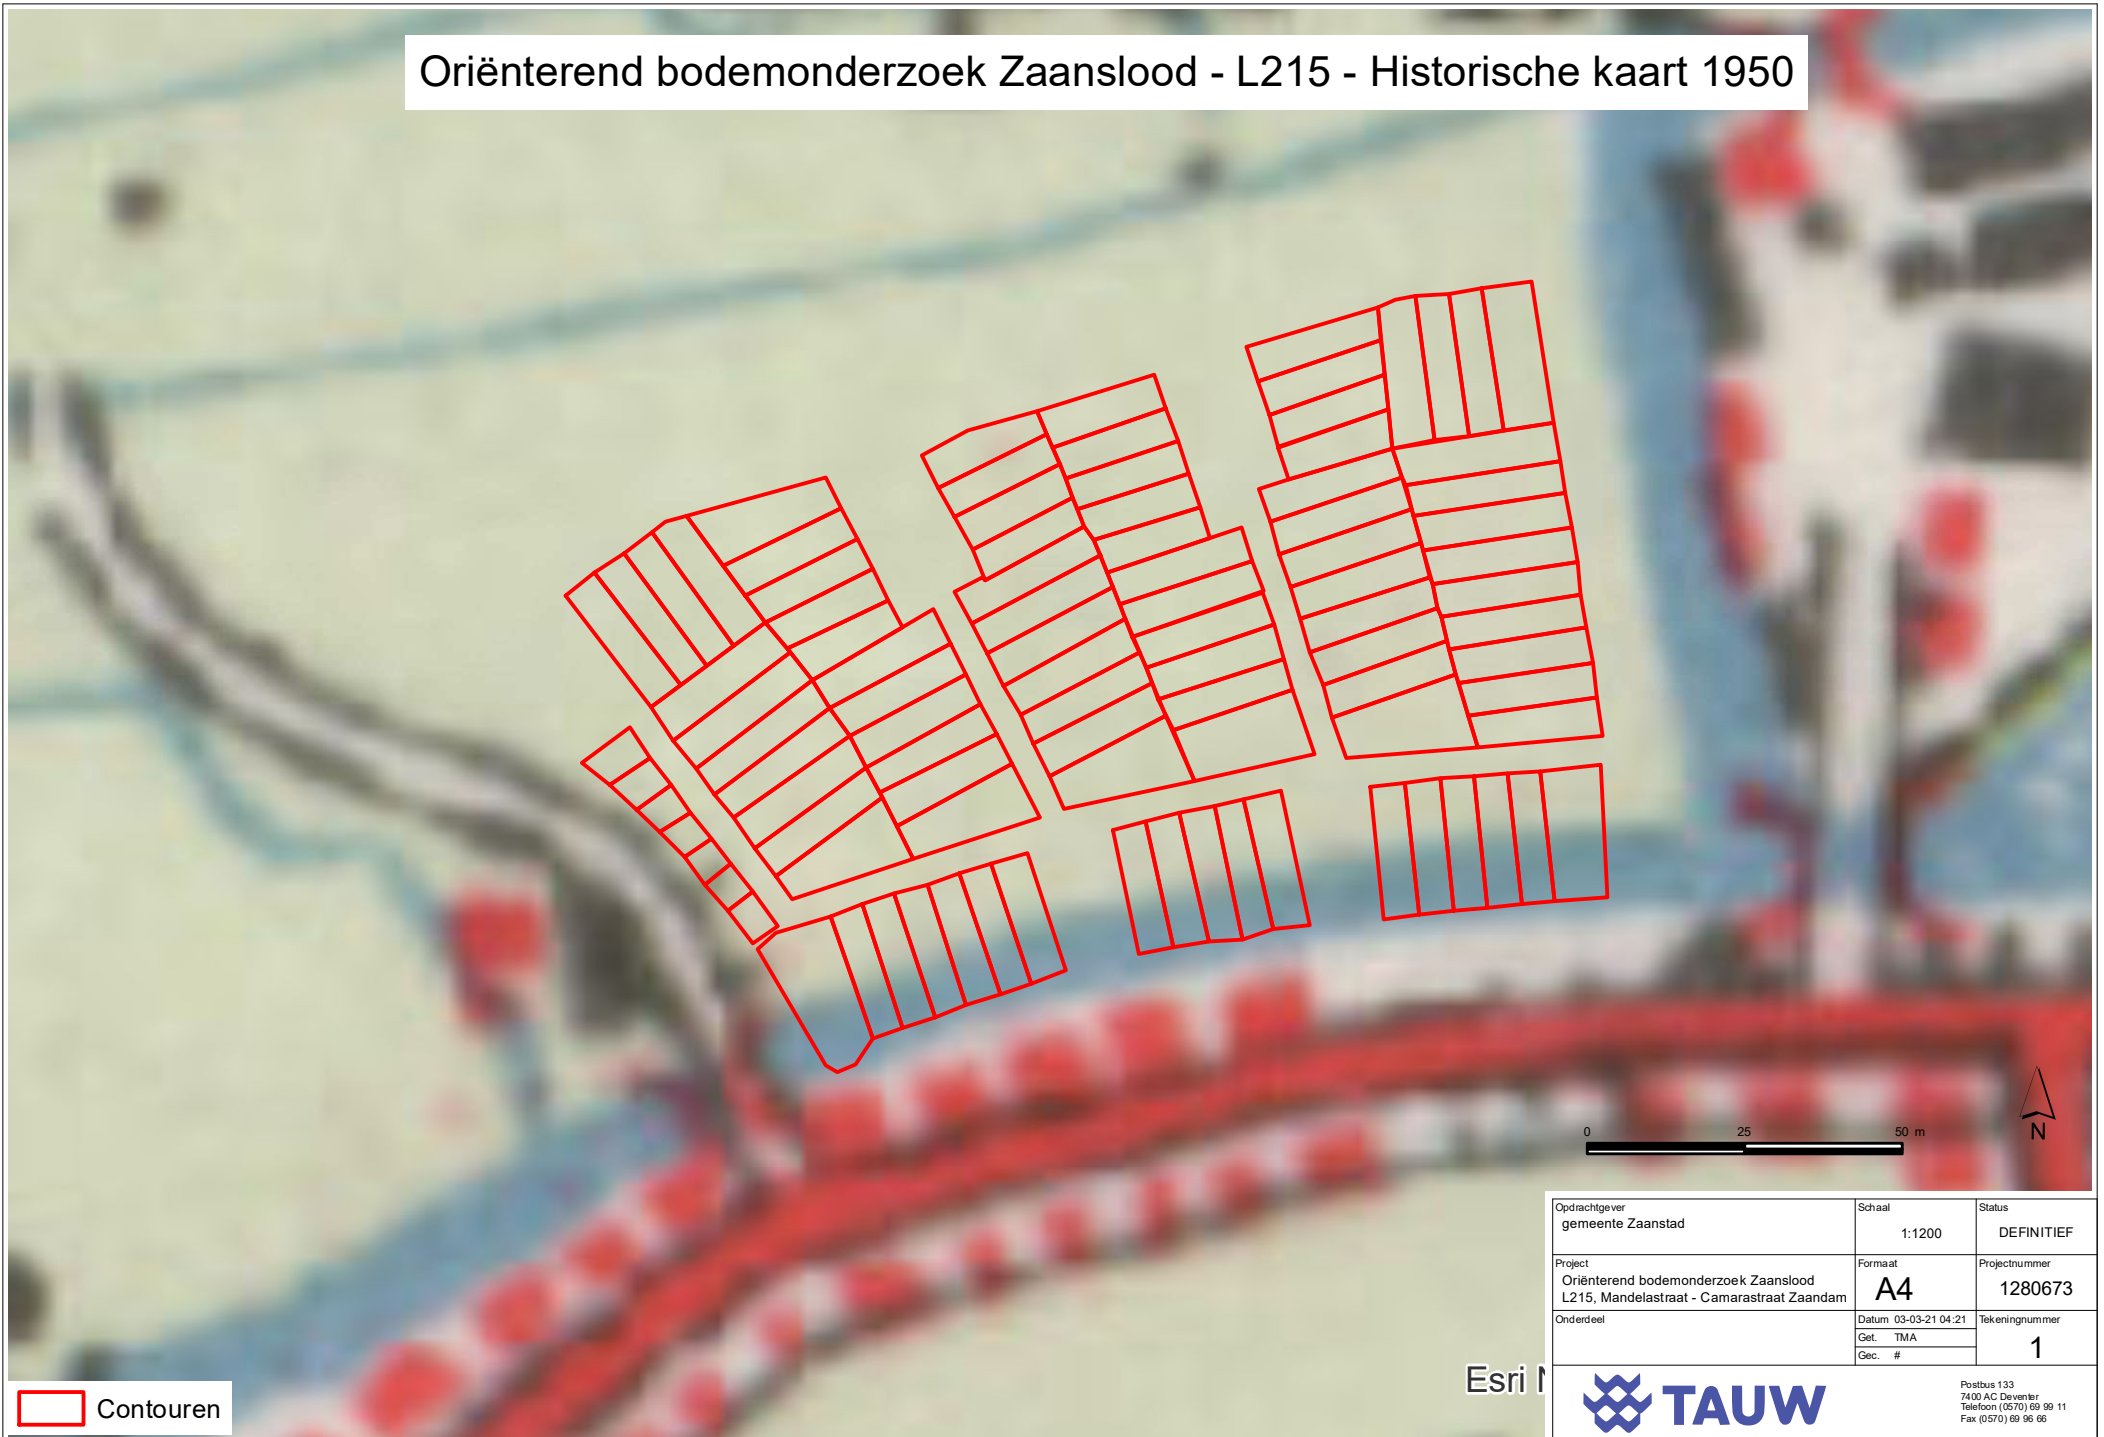 Oriënterend bodemonderzoek Zaanslood - L215 - Historische kaart 1950
0 25 50 m
N
Opdrachtgever
gemeente Zaanstad
Schaal
1:1200
Status
DEFINITIEF
Project
Oriënterend bodemonderzoek Zaanslood
L215, Mandelastraat - Camarastraat Zaandam
Formaat
A4
Projectnummer
1280673
Onderdeel
Datum 03-03-21 04:21
Get. TMA
Gec. #
Tekeningnummer
1
Esri N
Contouren
TAUW
Postbus 133
7400 AC Deventer
Telefoon (0570) 69 99 11
Fax (0570) 69 96 66